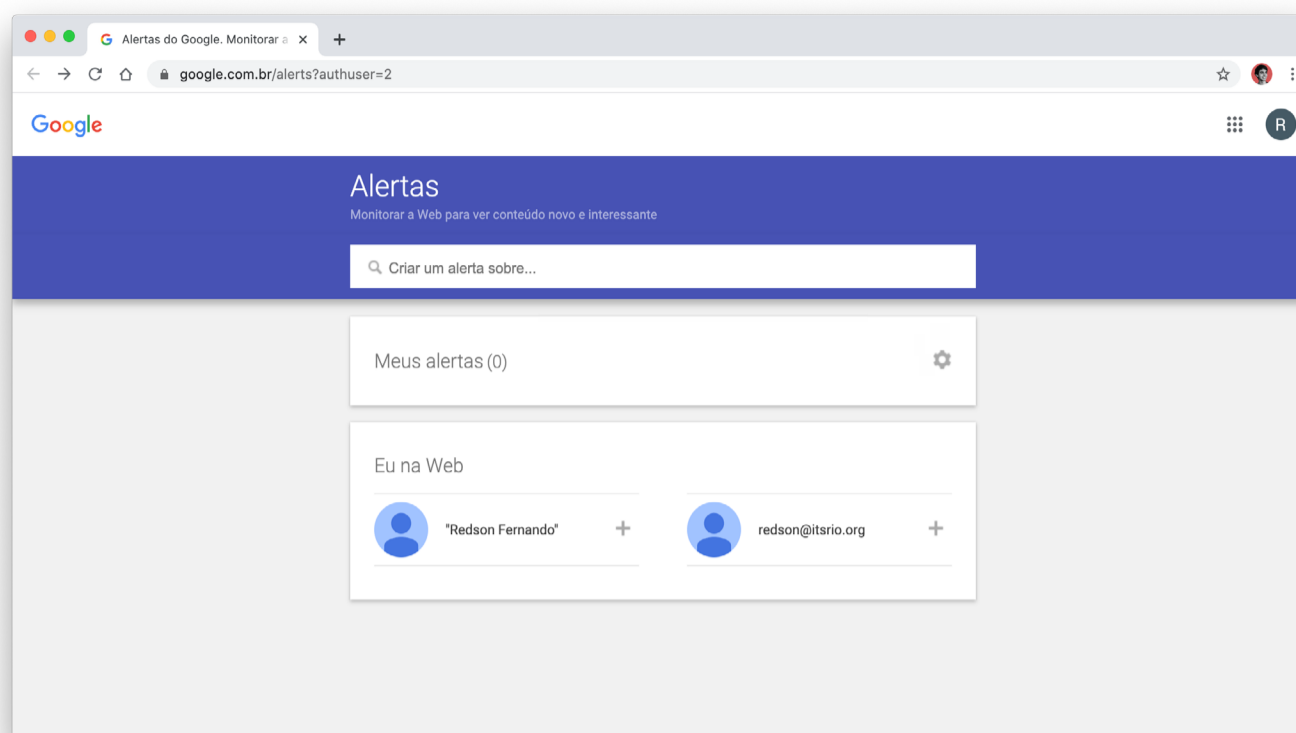 Alertas do Google. Monitorar a
google.com.br/alerts?authuser=2
Google
R
Alertas
Monitorar a Web para ver conteúdo novo e interessante
Criar um alerta sobre...
Meus alertas (0)
Eu na Web
"Redson Fernando"
redson@itsrio.org